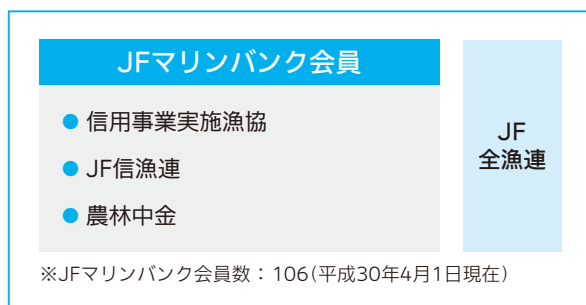 JFマリンバンク会員
● 信用事業実施漁協
● JF信漁連
● 農林中金
JF
全漁連
※JFマリンバンク会員数：106(平成30年4月1日現在)